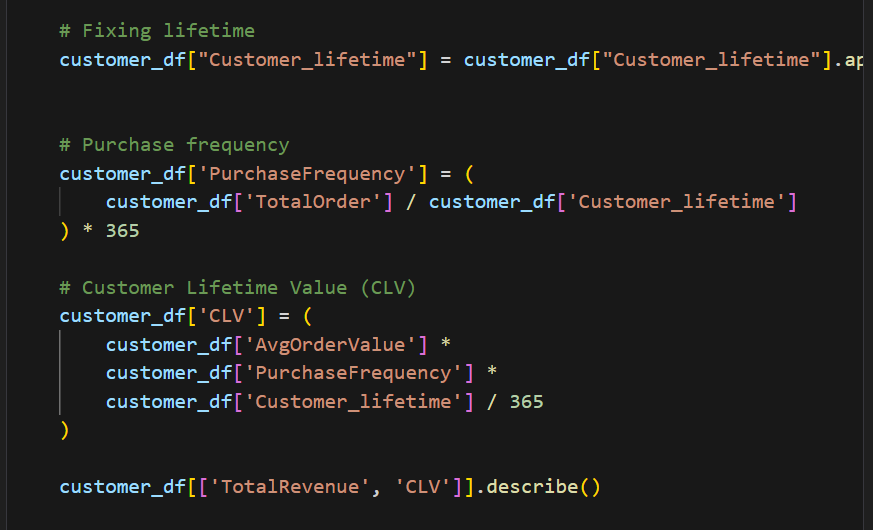 # Fixing lifetime
customer_df["Customer_lifetime"] = customer_df["Customer_lifetime"].ap
# Purchase frequency
customer_df['PurchaseFrequency'] = (
    customer_df['TotalOrder'] / customer_df['Customer_lifetime']
) * 365
# Customer Lifetime Value (CLV)
customer_df['CLV'] = (
    customer_df['AvgOrderValue'] *
    customer_df['PurchaseFrequency'] *
    customer_df['Customer_lifetime'] / 365
)
customer_df[['TotalRevenue', 'CLV']].describe()